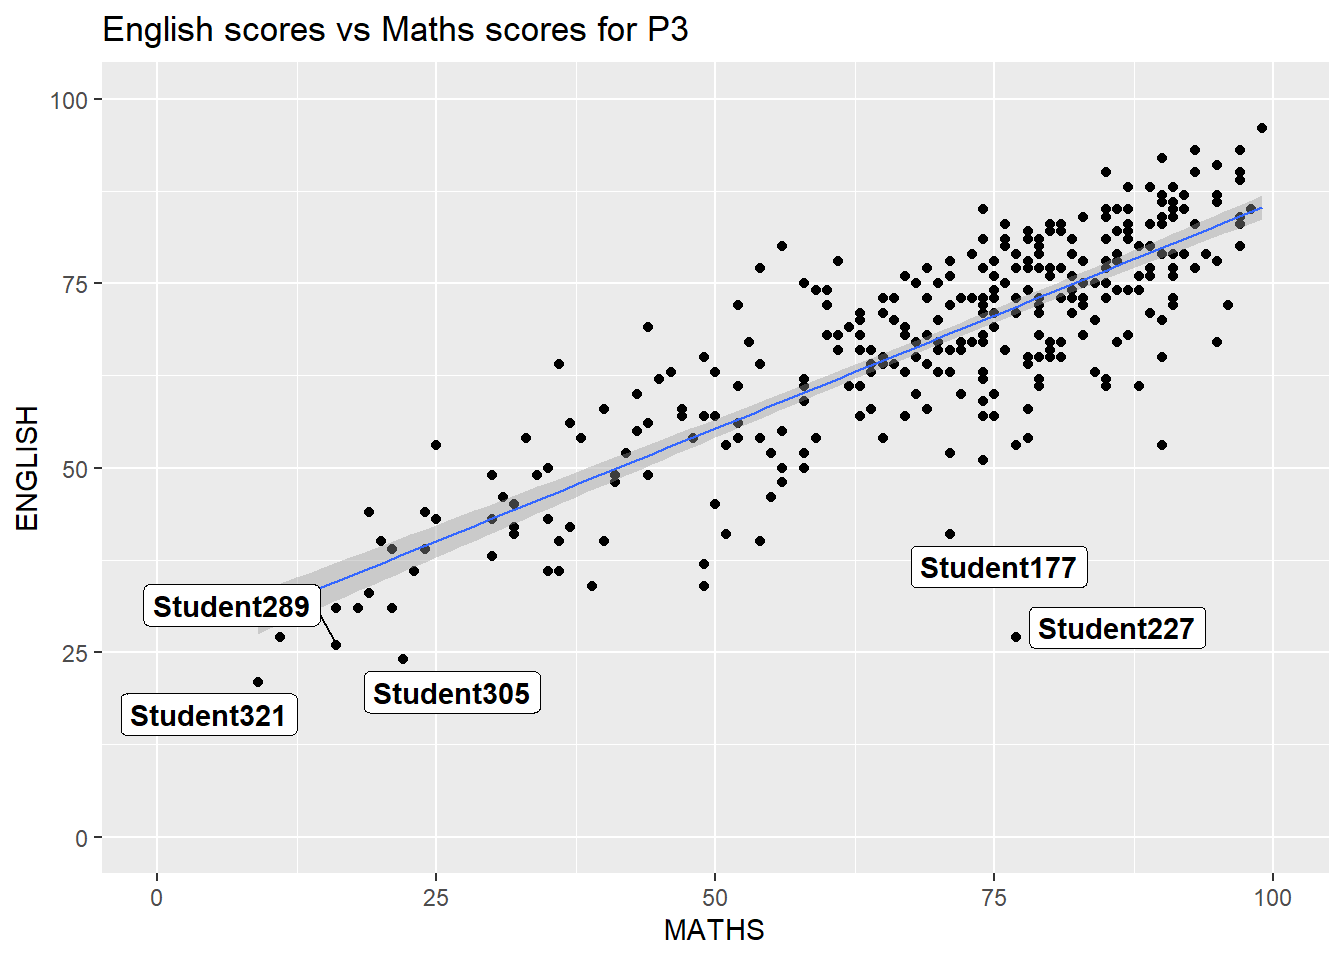 English scores vs Maths scores for P3
100
75
50
25
0
ENGLISH
Student177
Student289
Student227
Student305
Student321
0 25 50 75 100
MATHS